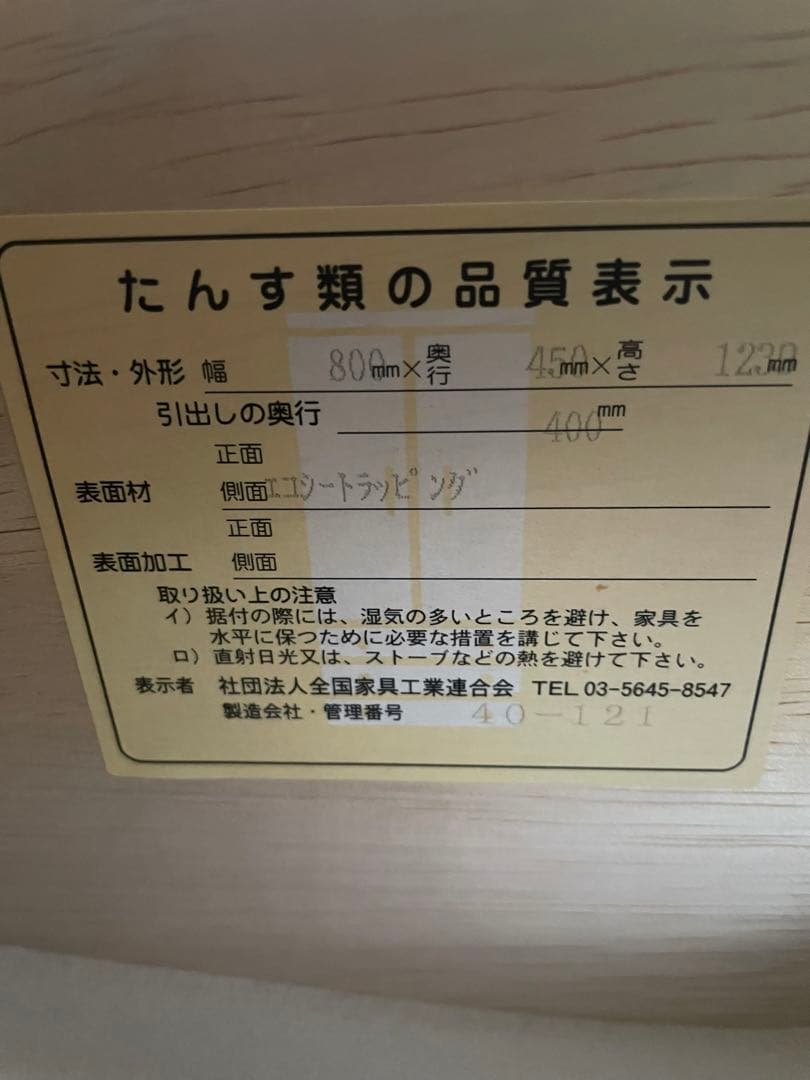 たんす類の品質表示
寸法・外形 幅 800mm×奥行 450mm×高さ 1230mm
引出しの奥行 400mm
正面
表面材 側面 エコシートラッピング
正面
表面加工 側面
取り扱い上の注意
イ）据付の際には、湿気の多いところを避け、家具を
水平に保つために必要な措置を講じて下さい。
ロ）直射日光又は、ストーブなどの熱を避けて下さい。
表示者 社団法人全国家具工業連合会 TEL 03-5645-8547
製造会社・管理番号 40-121